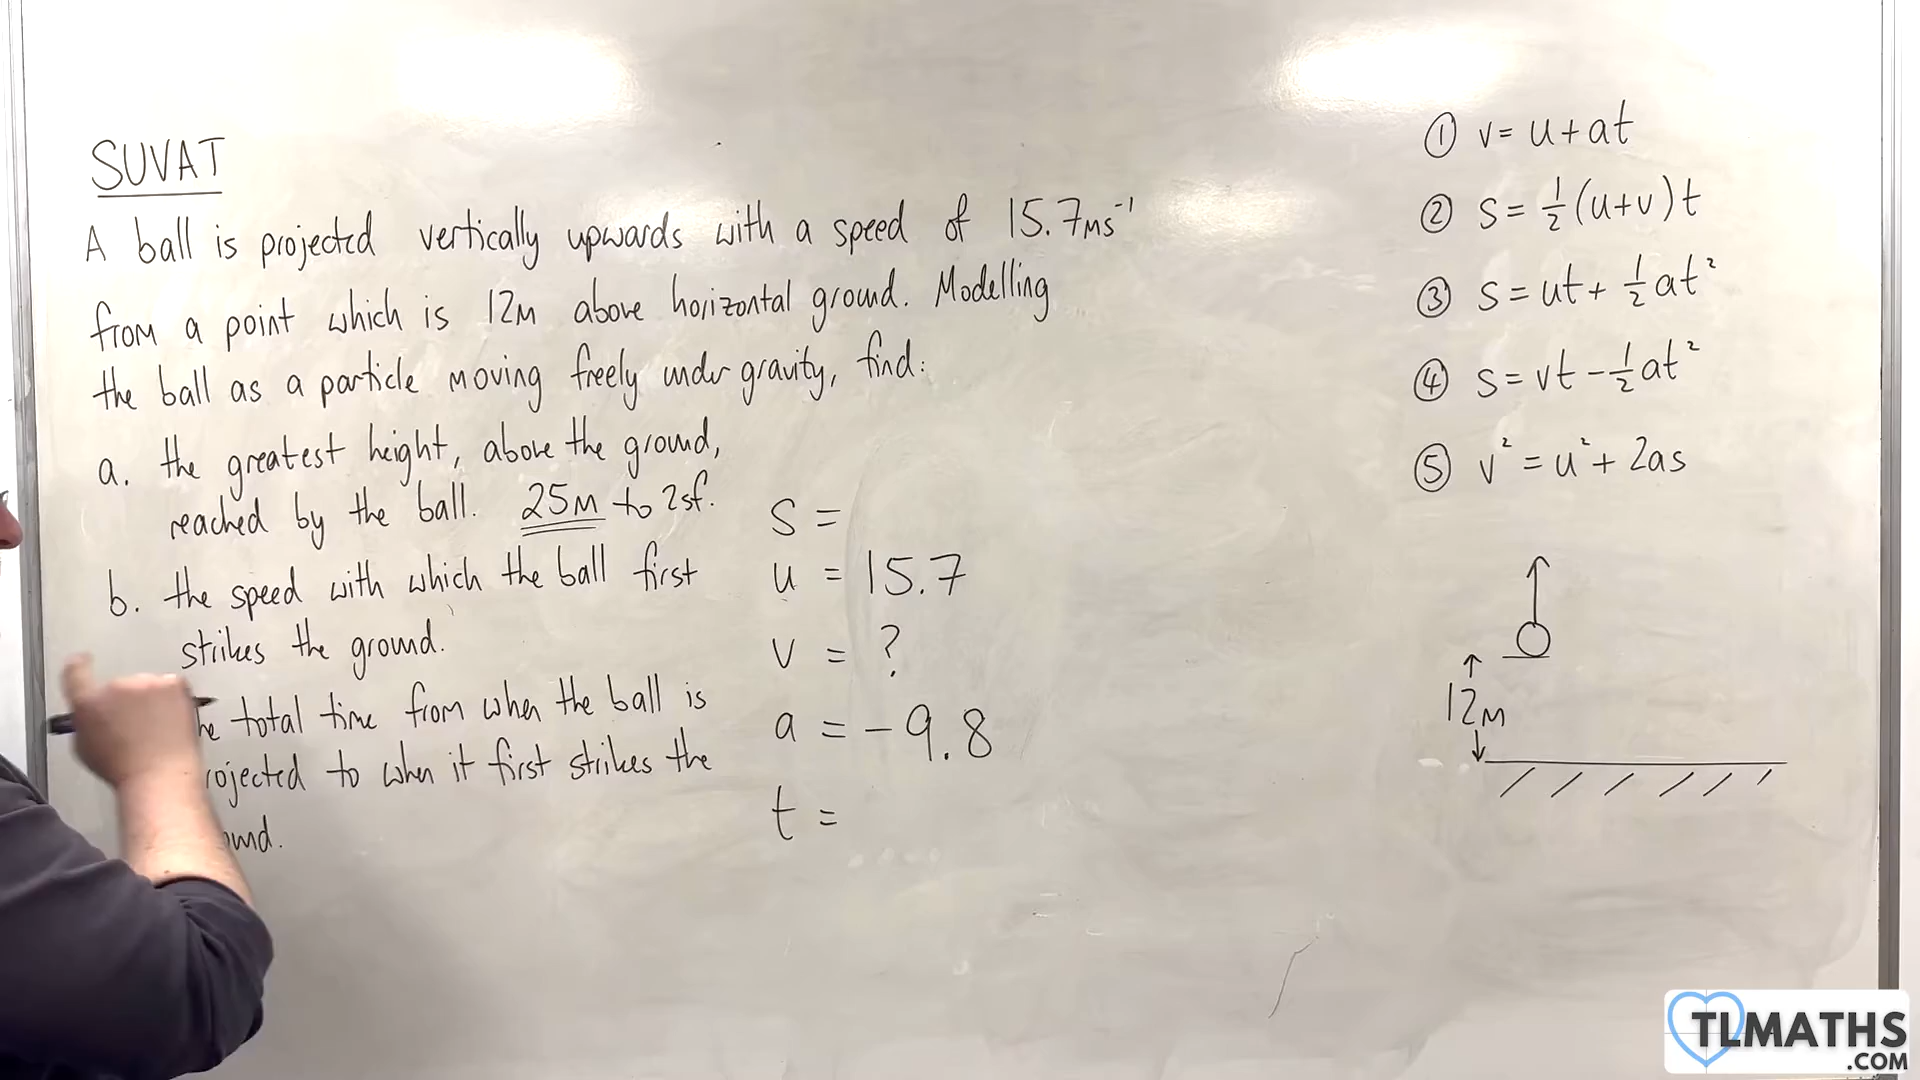 SUVAT
A ball is projected vertically upwards with a speed of 15.7ms⁻¹
from a point which is 12m above horizontal ground. Modelling
the ball as a particle moving freely under gravity, find:
a. the greatest height, above the ground,
reached by the ball. 25m to 2sf.
b. the speed with which the ball first
strikes the ground.
total time from when the ball is
to when it first strikes the
s =
u = 15.7
v = ?
a = -9.8
t =
① v = u + at
② s = ½(u+v)t
③ s = ut + ½at²
④ s = vt - ½at²
⑤ v² = u² + 2as
12m
TLMATHS
.COM